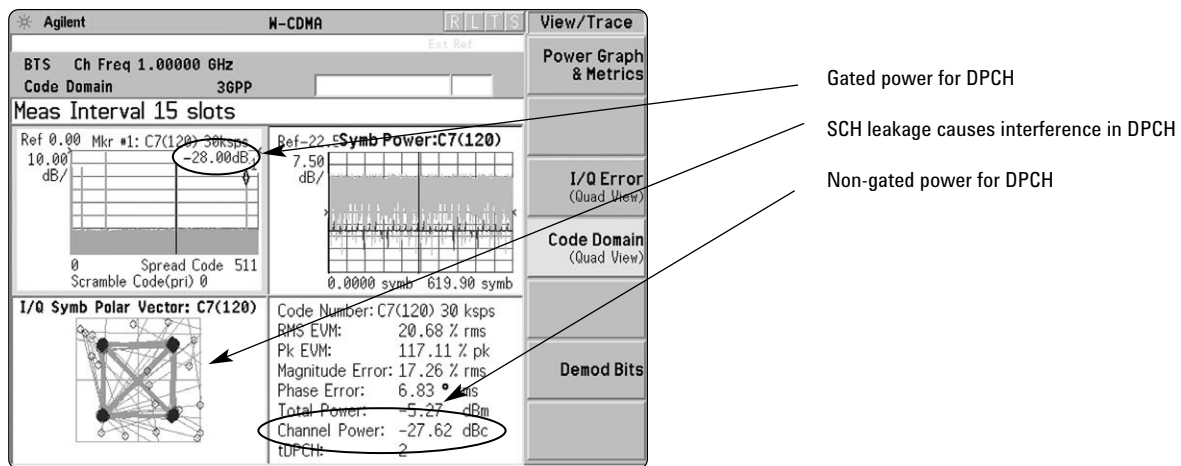 Agilent W-CDMA R L T S View/Trace
Ext Ref
BTS Ch Freq 1.00000 GHz
Code Domain 3GPP
Meas Interval 15 slots
Ref 0.00 Mkr #1: C7(120) 30ksps
10.00 -28.00dB
dB/ 1
0 Spread Code 511
Scramble Code(pri) 0
Ref-22.5 Symb Power:C7(120)
7.50
dB/
0.0000 symb 619.90 symb
I/Q Symb Polar Vector: C7(120)
Code Number: C7(120) 30 ksps
RMS EVM: 20.68 % rms
Pk EVM: 117.11 % pk
Magnitude Error: 17.26 % rms
Phase Error: 6.83 °
Total Power: -5.27 dBm
Channel Power: -27.62 dBc
tDPCH: 2
Power Graph
& Metrics
I/Q Error
(Quad View)
Code Domain
(Quad View)
Demod Bits
Gated power for DPCH
SCH leakage causes interference in DPCH
Non-gated power for DPCH